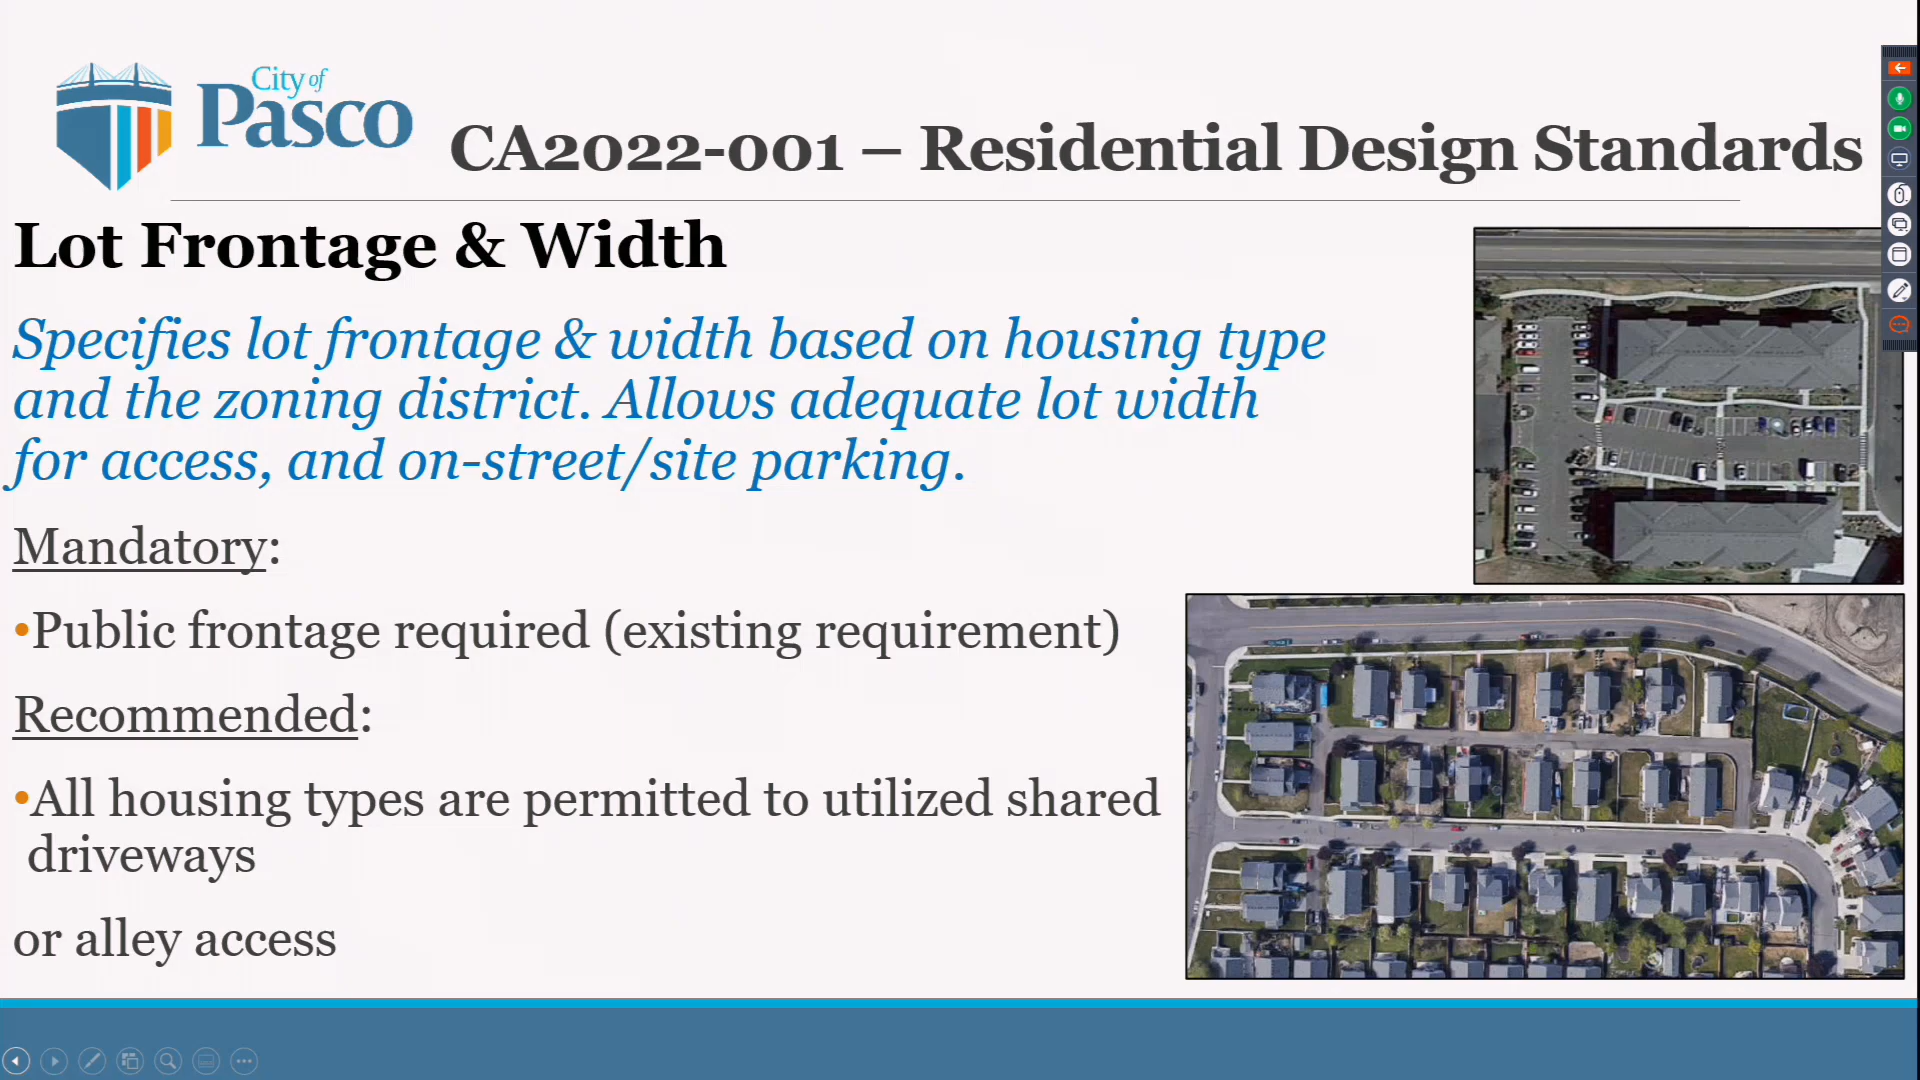 City of
Pasco
CA2022-001 – Residential Design Standards
Lot Frontage & Width
Specifies lot frontage & width based on housing type
and the zoning district. Allows adequate lot width
for access, and on-street/site parking.
Mandatory:
•Public frontage required (existing requirement)
Recommended:
•All housing types are permitted to utilized shared
driveways
or alley access